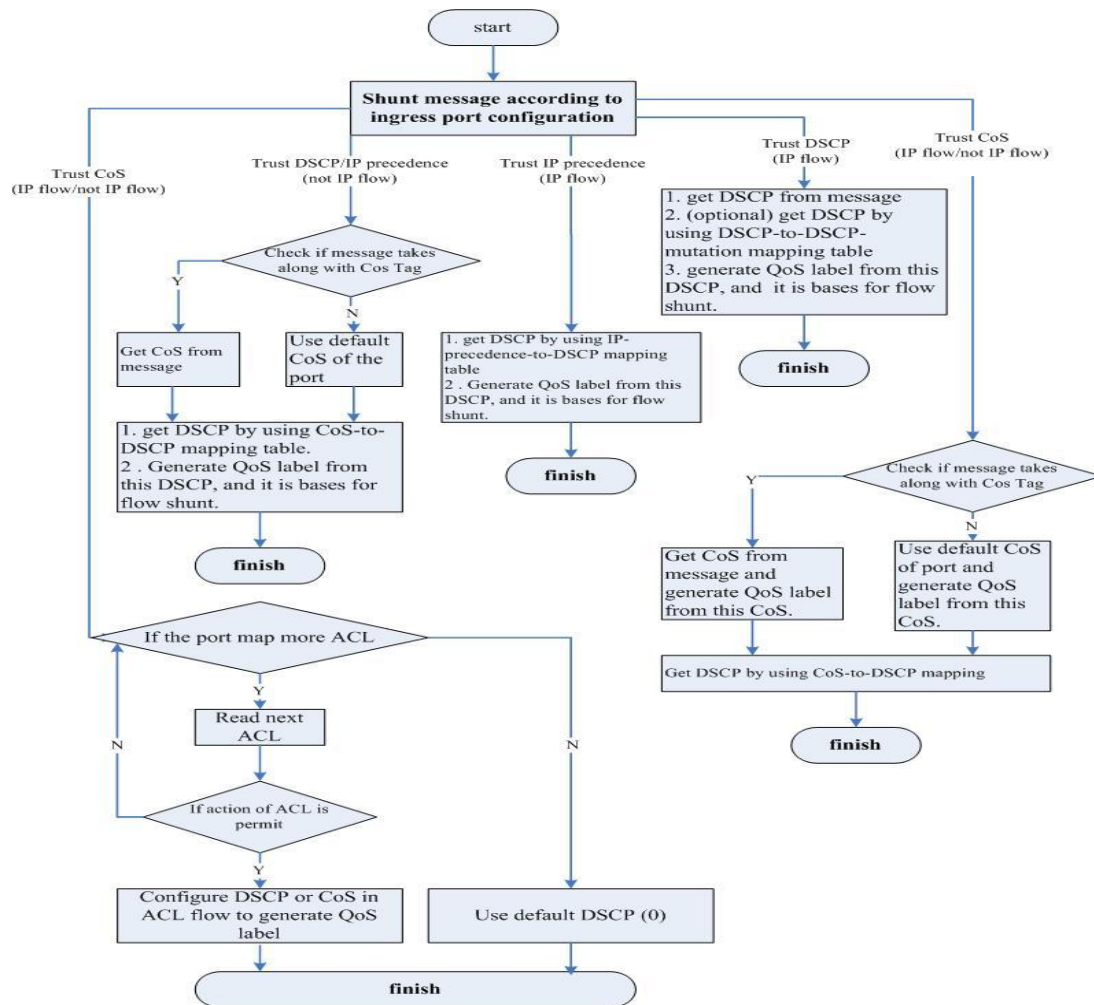 start
Shunt message according to
ingress port configuration
Trust CoS
(IP flow/not IP flow)
Trust DSCP/IP precedence
(not IP flow)
Trust IP precedence
(IP flow)
Trust DSCP
(IP flow)
Trust CoS
(IP flow/not IP flow)
Check if message takes
along with Cos Tag
Y
N
Get CoS from
message
Use default
CoS of the
port
1. get DSCP by using CoS-to-
DSCP mapping table.
2 . Generate QoS label from
this DSCP, and it is bases for
flow shunt.
finish
1. get DSCP by using IP-
precedence-to-DSCP mapping
table
2 . Generate QoS label from this
DSCP, and it is bases for flow
shunt.
finish
1. get DSCP from message
2. (optional) get DSCP by
using DSCP-to-DSCP-
mutation mapping table
3. generate QoS label from this
DSCP, and it is bases for flow
shunt.
finish
Check if message takes
along with Cos Tag
Y
N
Get CoS from
message and
generate QoS label
from this CoS.
Use default CoS
of port and
generate QoS
label from this
CoS.
Get DSCP by using CoS-to-DSCP mapping
finish
If the port map more ACL
Y
Read next
ACL
N
N
If action of ACL is
permit
Y
Configure DSCP or CoS in
ACL flow to generate QoS
label
Use default DSCP (0)
finish